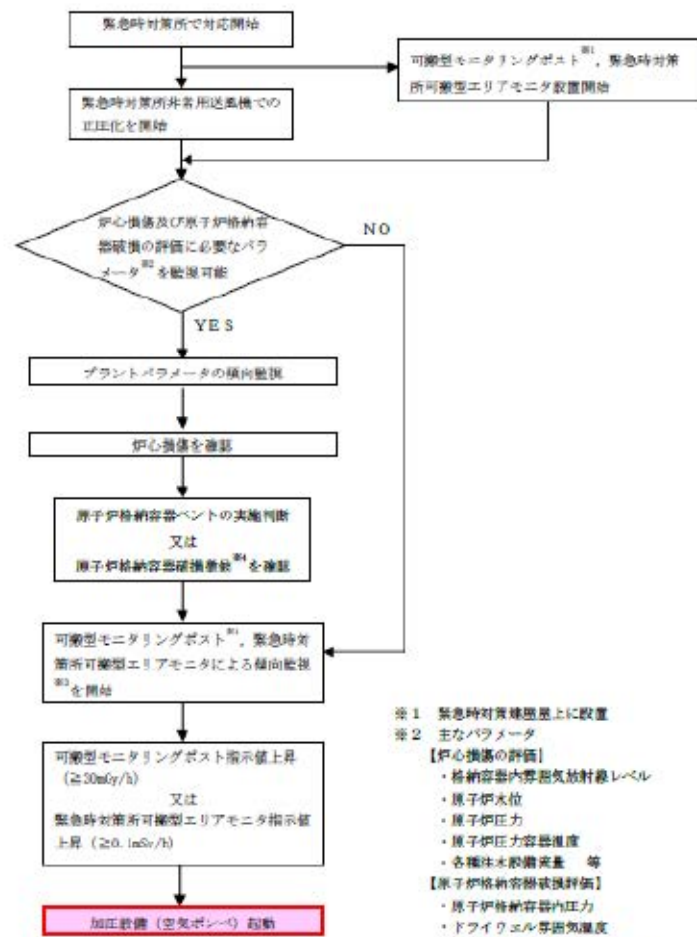 緊急時対策所で対応開始
可搬型モニタリングポスト※1，緊急時対策
所可搬型エリアモニタ設置開始
緊急時対策所非常用送風機での
正圧化を開始
炉心損傷及び原子炉格納容
器破損の評価に必要なパラ
メータ※2を監視可能
NO
YES
プラントパラメータの傾向監視
炉心損傷を確認
原子炉格納容器ベントの実施判断
又は
原子炉格納容器破損徴候※4を確認
可搬型モニタリングポスト※1，緊急時対
策所可搬型エリアモニタによる傾向監視
※3を開始
可搬型モニタリングポスト指示値上昇
（≧30mGy/h）
又は
緊急時対策所可搬型エリアモニタ指示値
上昇（≧0.1mSv/h）
加圧設備（空気ボンベ）起動
※1　緊急時対策棟屋屋上に設置
※2　主なパラメータ
【炉心損傷の評価】
・格納容器内雰囲気放射線レベル
・原子炉水位
・原子炉圧力
・原子炉圧力容器温度
・各種注水設備流量　等
【原子炉格納容器破損評価】
・原子炉格納容器内圧力
・ドライウェル雰囲気温度